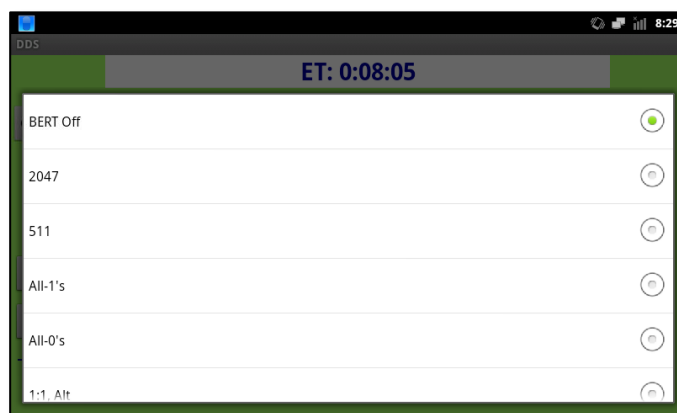 8:29
DDS
ET: 0:08:05
BERT Off
2047
511
All-1's
All-0's
1:1, Alt